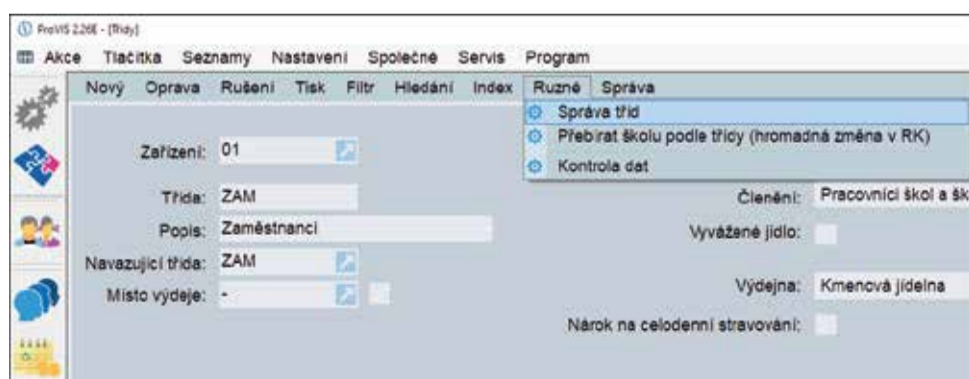 ProVIS 2.26E - [Třídy]
Akce Tlačítka Seznamy Nastavení Společné Servis Program
Nový Oprava Rušení Tisk Filtr Hledání Index Ruzné Správa
Správa tříd
Přebírat školu podle třídy (hromadná změna v RK)
Kontrola dat
Zařízení: 01
Třída: ZAM
Členění: Pracovníci škol a šk
Popis: Zaměstnanci
Vyvážené jídlo:
Navazující třída: ZAM
Místo výdeje: -
Výdejna: Kmenová jídelna
Nárok na celodenní stravování: